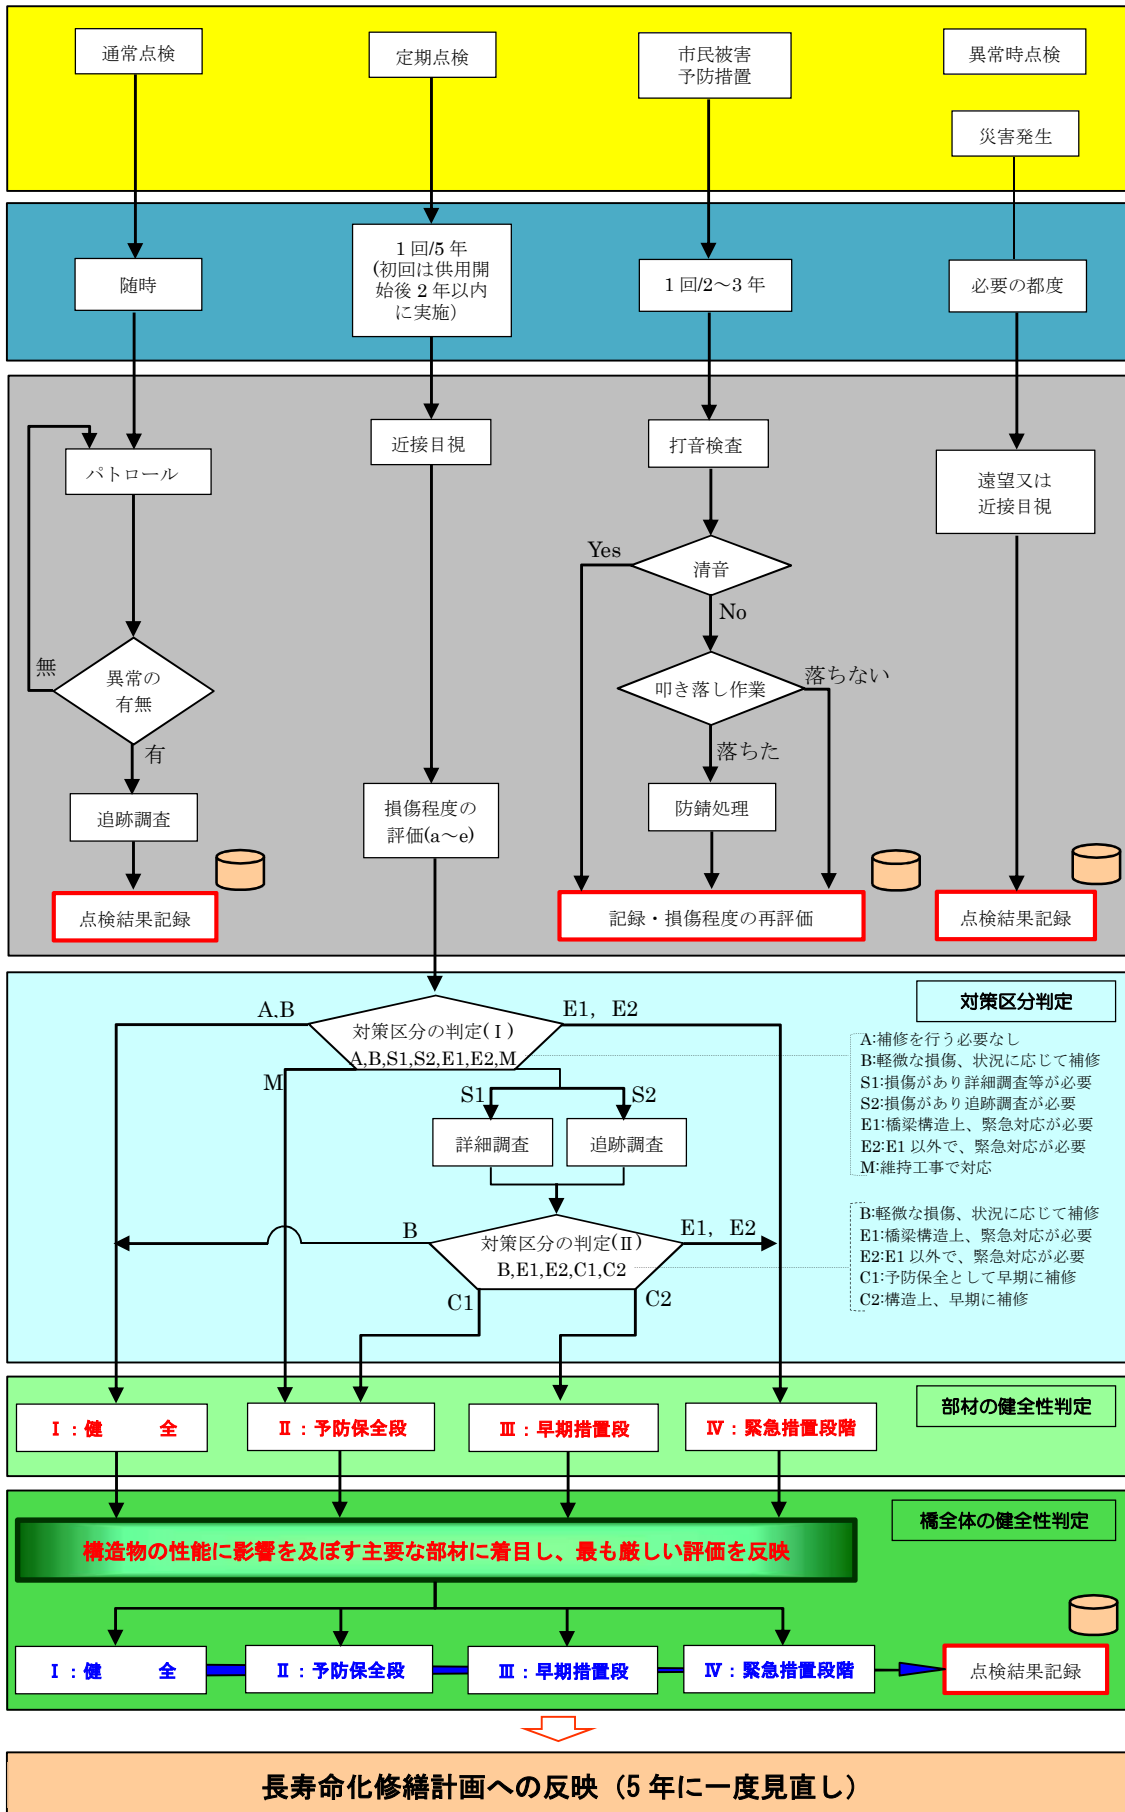 通常点検
定期点検
市民被害
予防措置
異常時点検
災害発生
随時
1 回/5 年
(初回は供用開
始後 2 年以内
に実施)
1 回/2～3 年
必要の都度
パトロール
近接目視
打音検査
遠望又は
近接目視
Yes
清音
No
無
異常の
有無
有
叩き落し作業
落ちない
落ちた
追跡調査
損傷程度の
評価(a～e)
防錆処理
点検結果記録
記録・損傷程度の再評価
点検結果記録
対策区分判定
A,B
対策区分の判定(Ⅰ)
A,B,S1,S2,E1,E2,M
E1, E2
M
S1
S2
詳細調査
追跡調査
A:補修を行う必要なし
B:軽微な損傷、状況に応じて補修
S1:損傷があり詳細調査等が必要
S2:損傷があり追跡調査が必要
E1:橋梁構造上、緊急対応が必要
E2:E1 以外で、緊急対応が必要
M:維持工事で対応
B
対策区分の判定(Ⅱ)
B,E1,E2,C1,C2
E1, E2
C1
C2
B:軽微な損傷、状況に応じて補修
E1:橋梁構造上、緊急対応が必要
E2:E1 以外で、緊急対応が必要
C1:予防保全として早期に補修
C2:構造上、早期に補修
部材の健全性判定
Ⅰ：健 全
Ⅱ：予防保全段
Ⅲ：早期措置段
Ⅳ：緊急措置段階
橋全体の健全性判定
構造物の性能に影響を及ぼす主要な部材に着目し、最も厳しい評価を反映
Ⅰ：健 全
Ⅱ：予防保全段
Ⅲ：早期措置段
Ⅳ：緊急措置段階
点検結果記録
長寿命化修繕計画への反映（5 年に一度見直し）